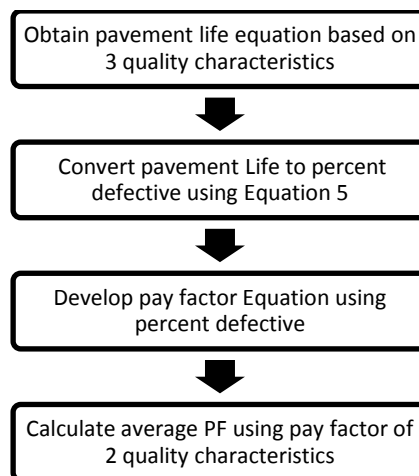 Obtain pavement life equation based on
3 quality characteristics
Convert pavement Life to percent
defective using Equation 5
Develop pay factor Equation using
percent defective
Calculate average PF using pay factor of
2 quality characteristics